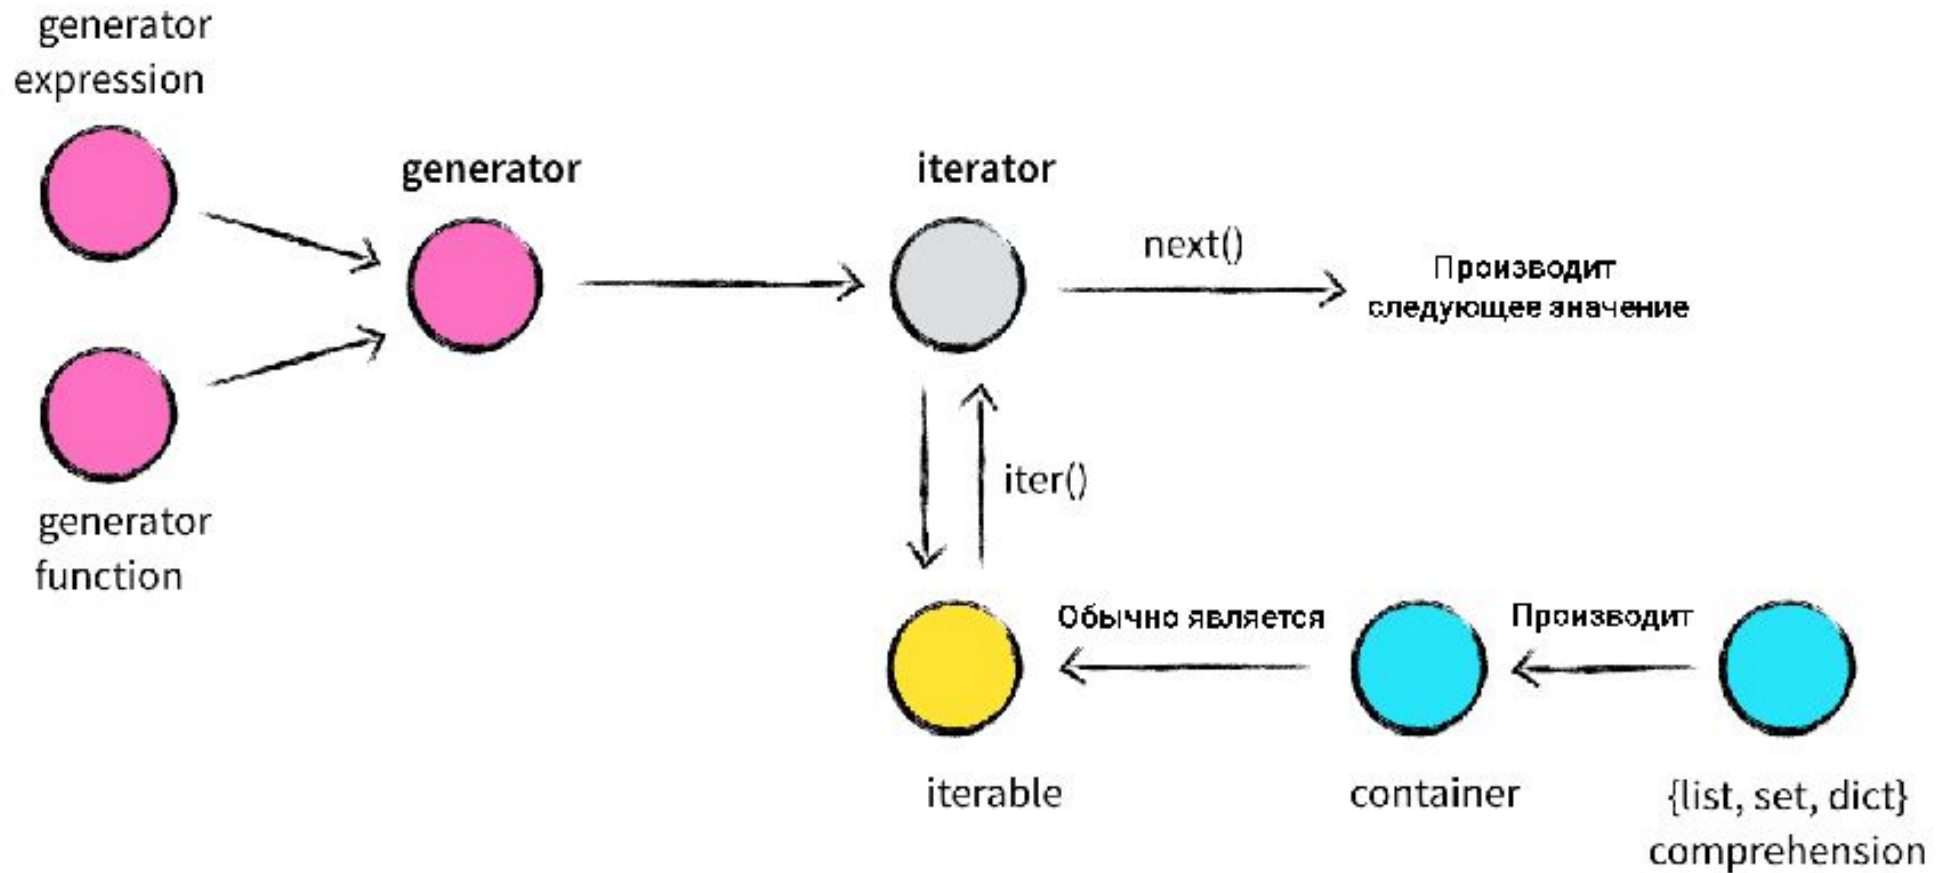 generator
expression
generator
iterator
next()
Производит
следующее значение
generator
function
iter()
Обычно является
Производит
iterable
container
{list, set, dict}
comprehension